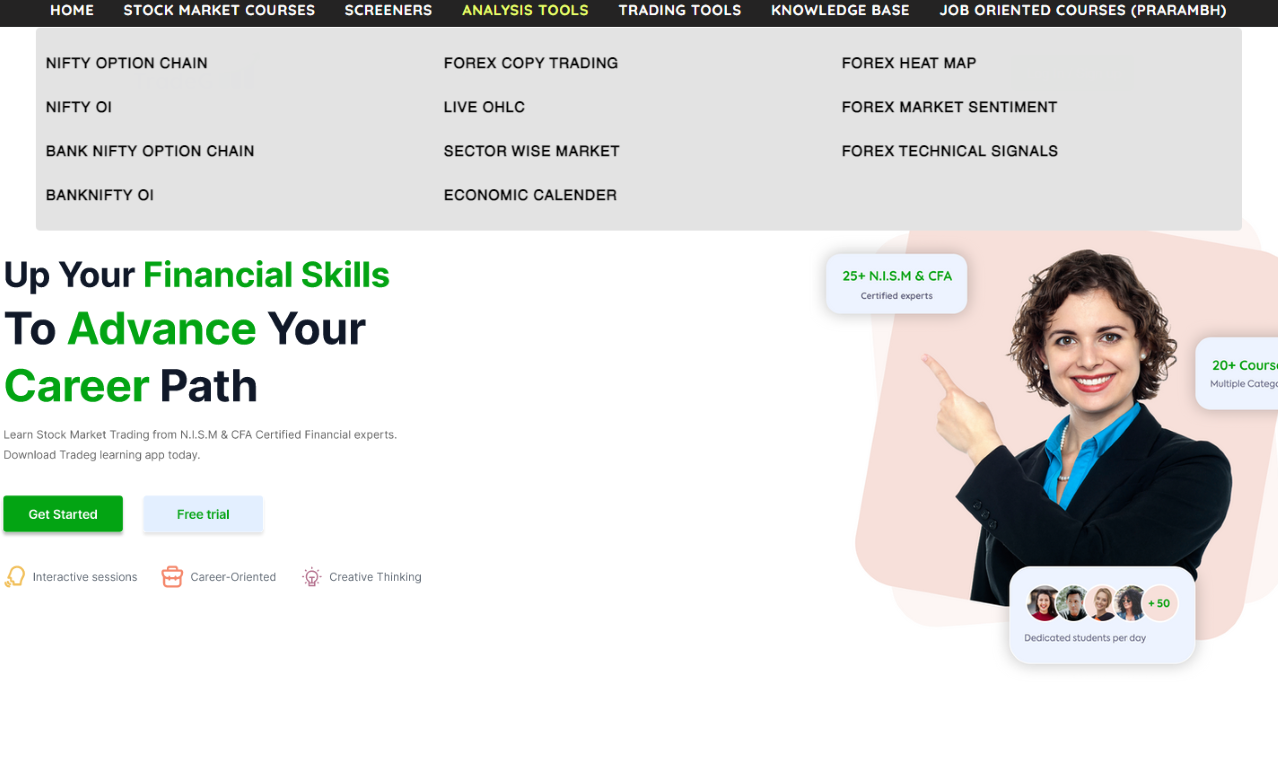 HOME STOCK MARKET COURSES SCREENERS ANALYSIS TOOLS TRADING TOOLS KNOWLEDGE BASE JOB ORIENTED COURSES (PRARAMBH)
NIFTY OPTION CHAIN
NIFTY OI
BANK NIFTY OPTION CHAIN
BANKNIFTY OI
FOREX COPY TRADING
LIVE OHLC
SECTOR WISE MARKET
ECONOMIC CALENDER
FOREX HEAT MAP
FOREX MARKET SENTIMENT
FOREX TECHNICAL SIGNALS
Up Your Financial Skills
To Advance Your
Career Path
Learn Stock Market Trading from N.I.S.M & CFA Certified Financial experts.
Download Tradeg learning app today.
Get Started
Free trial
Interactive sessions
Career-Oriented
Creative Thinking
25+ N.I.S.M & CFA
Certified experts
20+
Multiple
+ 50
Dedicated students per day